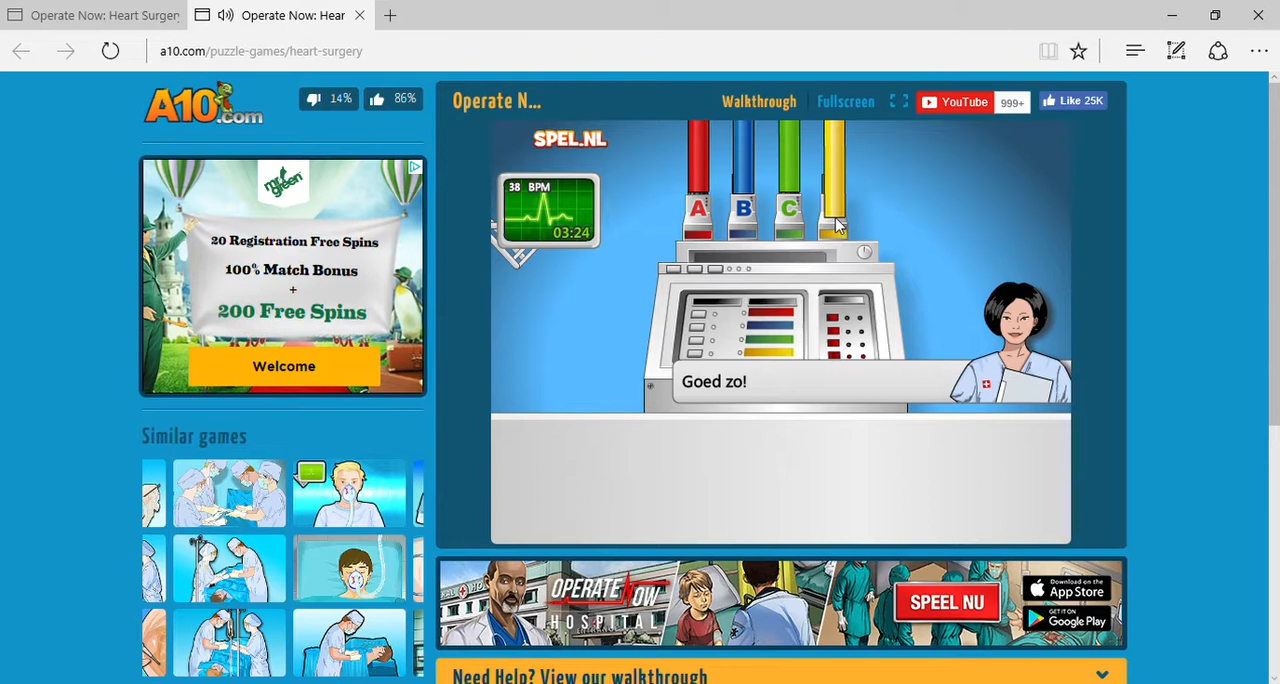 Operate Now: Heart Surgery
Operate Now: Hear
a10.com/puzzle-games/heart-surgery
A10.com
14%
86%
Operate N...
Walkthrough
Fullscreen
YouTube
999+
Like 25K
SPEL.NL
38 BPM
03:24
A
B
C
Goed zo!
mr green
20 Registration Free Spins
100% Match Bonus
+
200 Free Spins
Welcome
Similar games
OPERATE NOW
HOSPITAL
SPEEL NU
Download on the
App Store
GET IT ON
Google Play
Need Help? View our walkthrough